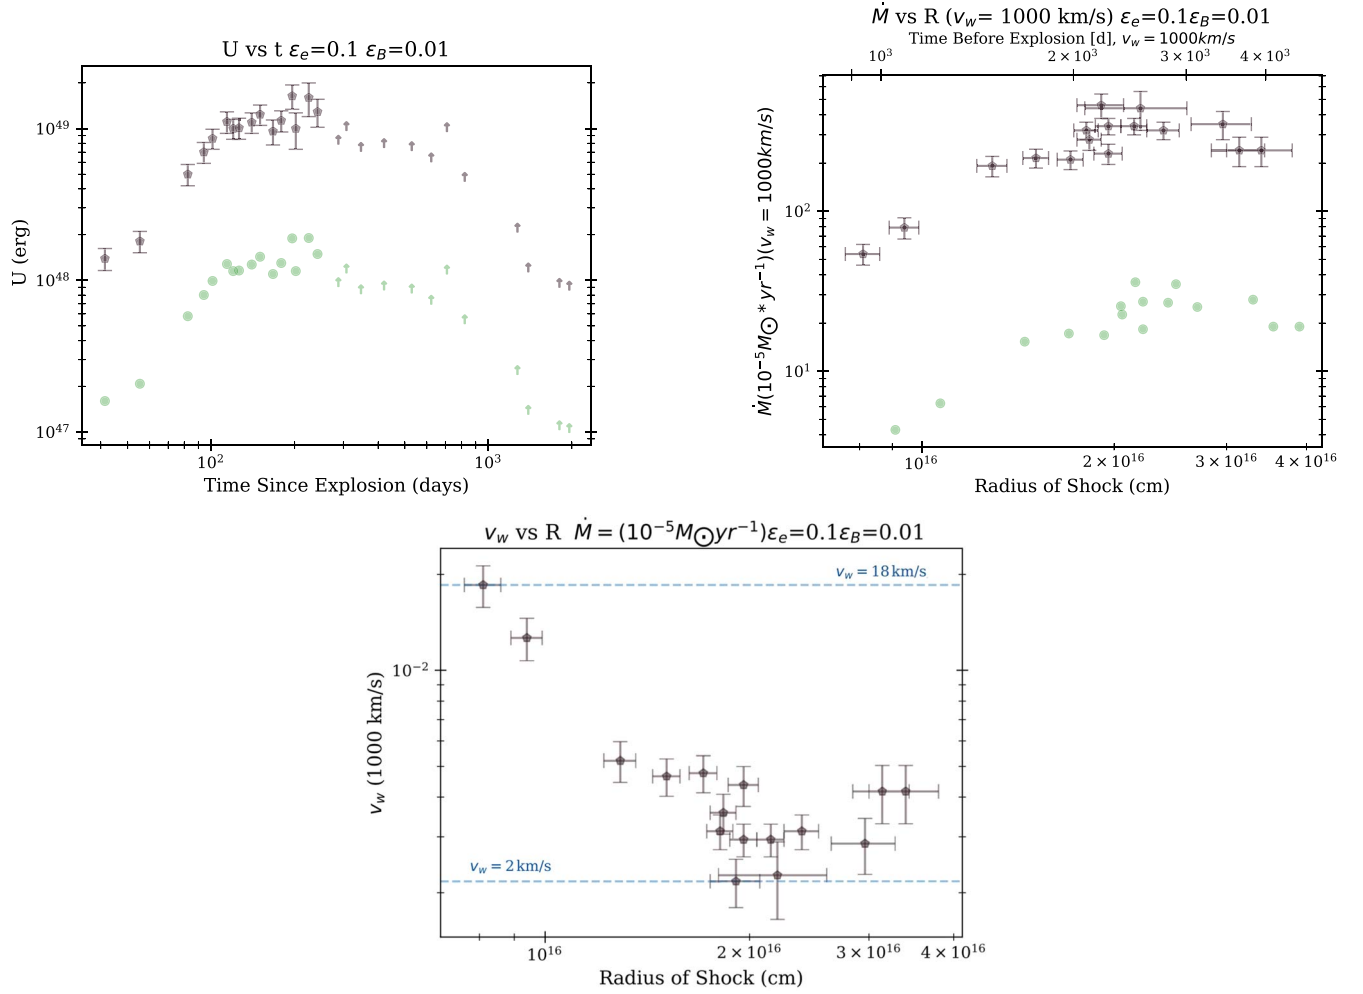 U vs t ε_e=0.1 ε_B=0.01
10^49
10^48
10^47
U (erg)
10^2
10^3
Time Since Explosion (days)
Ṁ vs R (v_w= 1000 km/s) ε_e=0.1ε_B=0.01
Time Before Explosion [d], v_w = 1000km/s
10^3
2 × 10^3
3 × 10^3
4 × 10^3
Ṁ(10^−5M⨀ * yr^−1)(v_w = 1000km/s)
10^2
10^1
10^16
2 × 10^16
3 × 10^16
4 × 10^16
Radius of Shock (cm)
v_w vs R Ṁ = (10^−5M⨀yr^−1)ε_e=0.1ε_B=0.01
v_w = 18 km/s
v_w (1000 km/s)
10^−2
v_w = 2 km/s
10^16
2 × 10^16
3 × 10^16
4 × 10^16
Radius of Shock (cm)